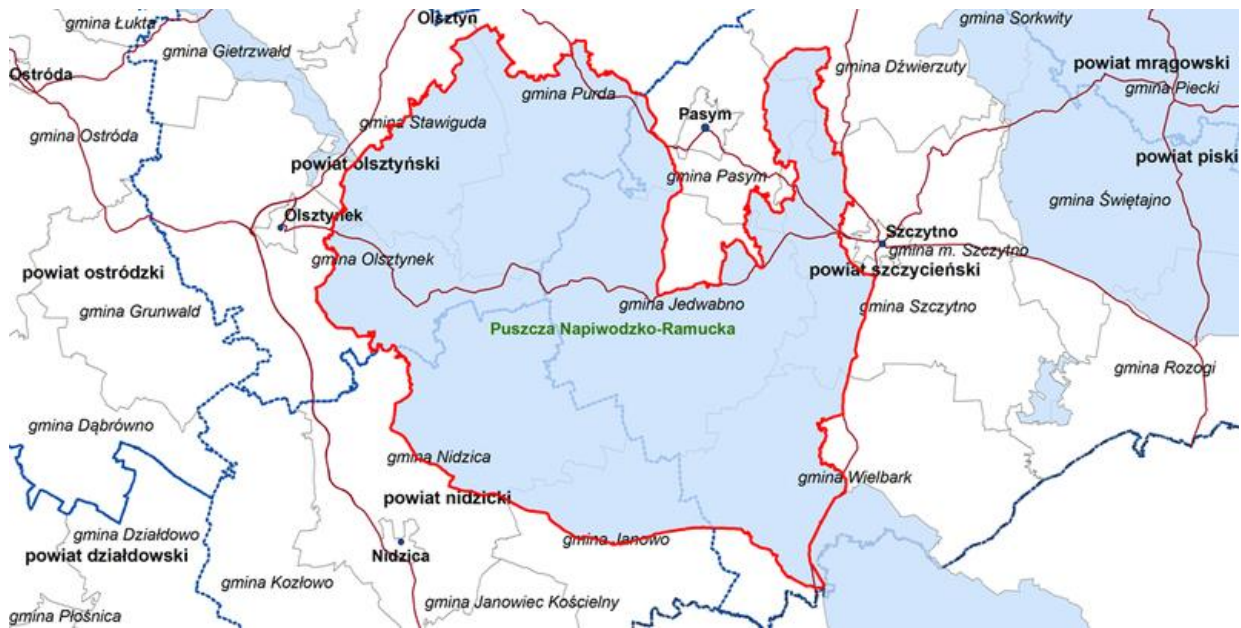 gmina Łukta
Olsztyn
gmina Sorkwity
gmina Gietrzwałd
gmina Dźwierzuty
powiat mrągowski
Ostróda
gmina Purda
gmina Piecki
Pasym
gmina Stawiguda
gmina Ostróda
powiat olsztyński
powiat piski
gmina Pasym
gmina Świętajno
Olsztynek
Szczytno
gmina m. Szczytno
gmina Olsztynek
powiat ostródzki
powiat szczycieński
gmina Jedwabno
gmina Szczytno
gmina Grunwald
Puszcza Napiwodzko-Ramucka
gmina Rozogi
gmina Dąbrówno
gmina Nidzica
gmina Wielbark
powiat nidzicki
gmina Działdowo
gmina Janowo
powiat działdowski
Nidzica
gmina Kozłowo
gmina Janowiec Kościelny
gmina Płośnica